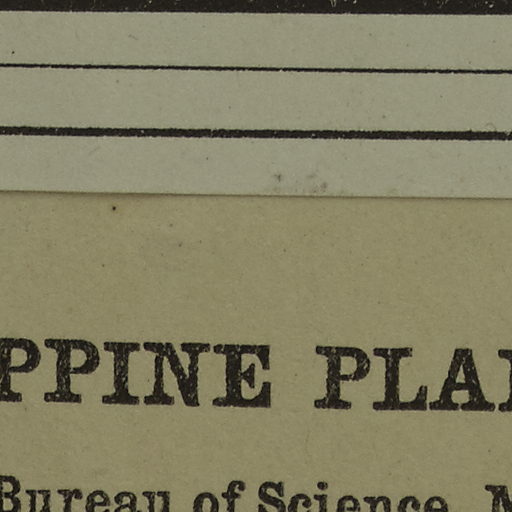 PPINE PLA
Bureau of Science